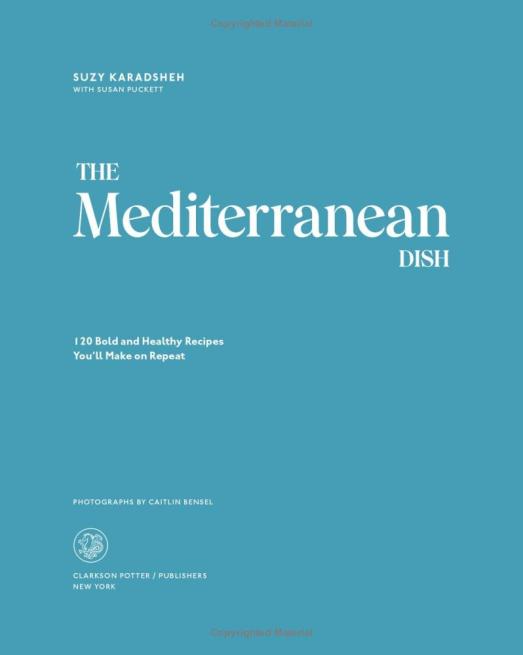 Copyrighted Material
SUZY KARADSHEH
WITH SUSAN PUCKETT
THE
Mediterranean
DISH
120 Bold and Healthy Recipes
You'll Make on Repeat
PHOTOGRAPHS BY CAITLIN BENSEL
CLARKSON POTTER / PUBLISHERS
NEW YORK
Copyrighted Material